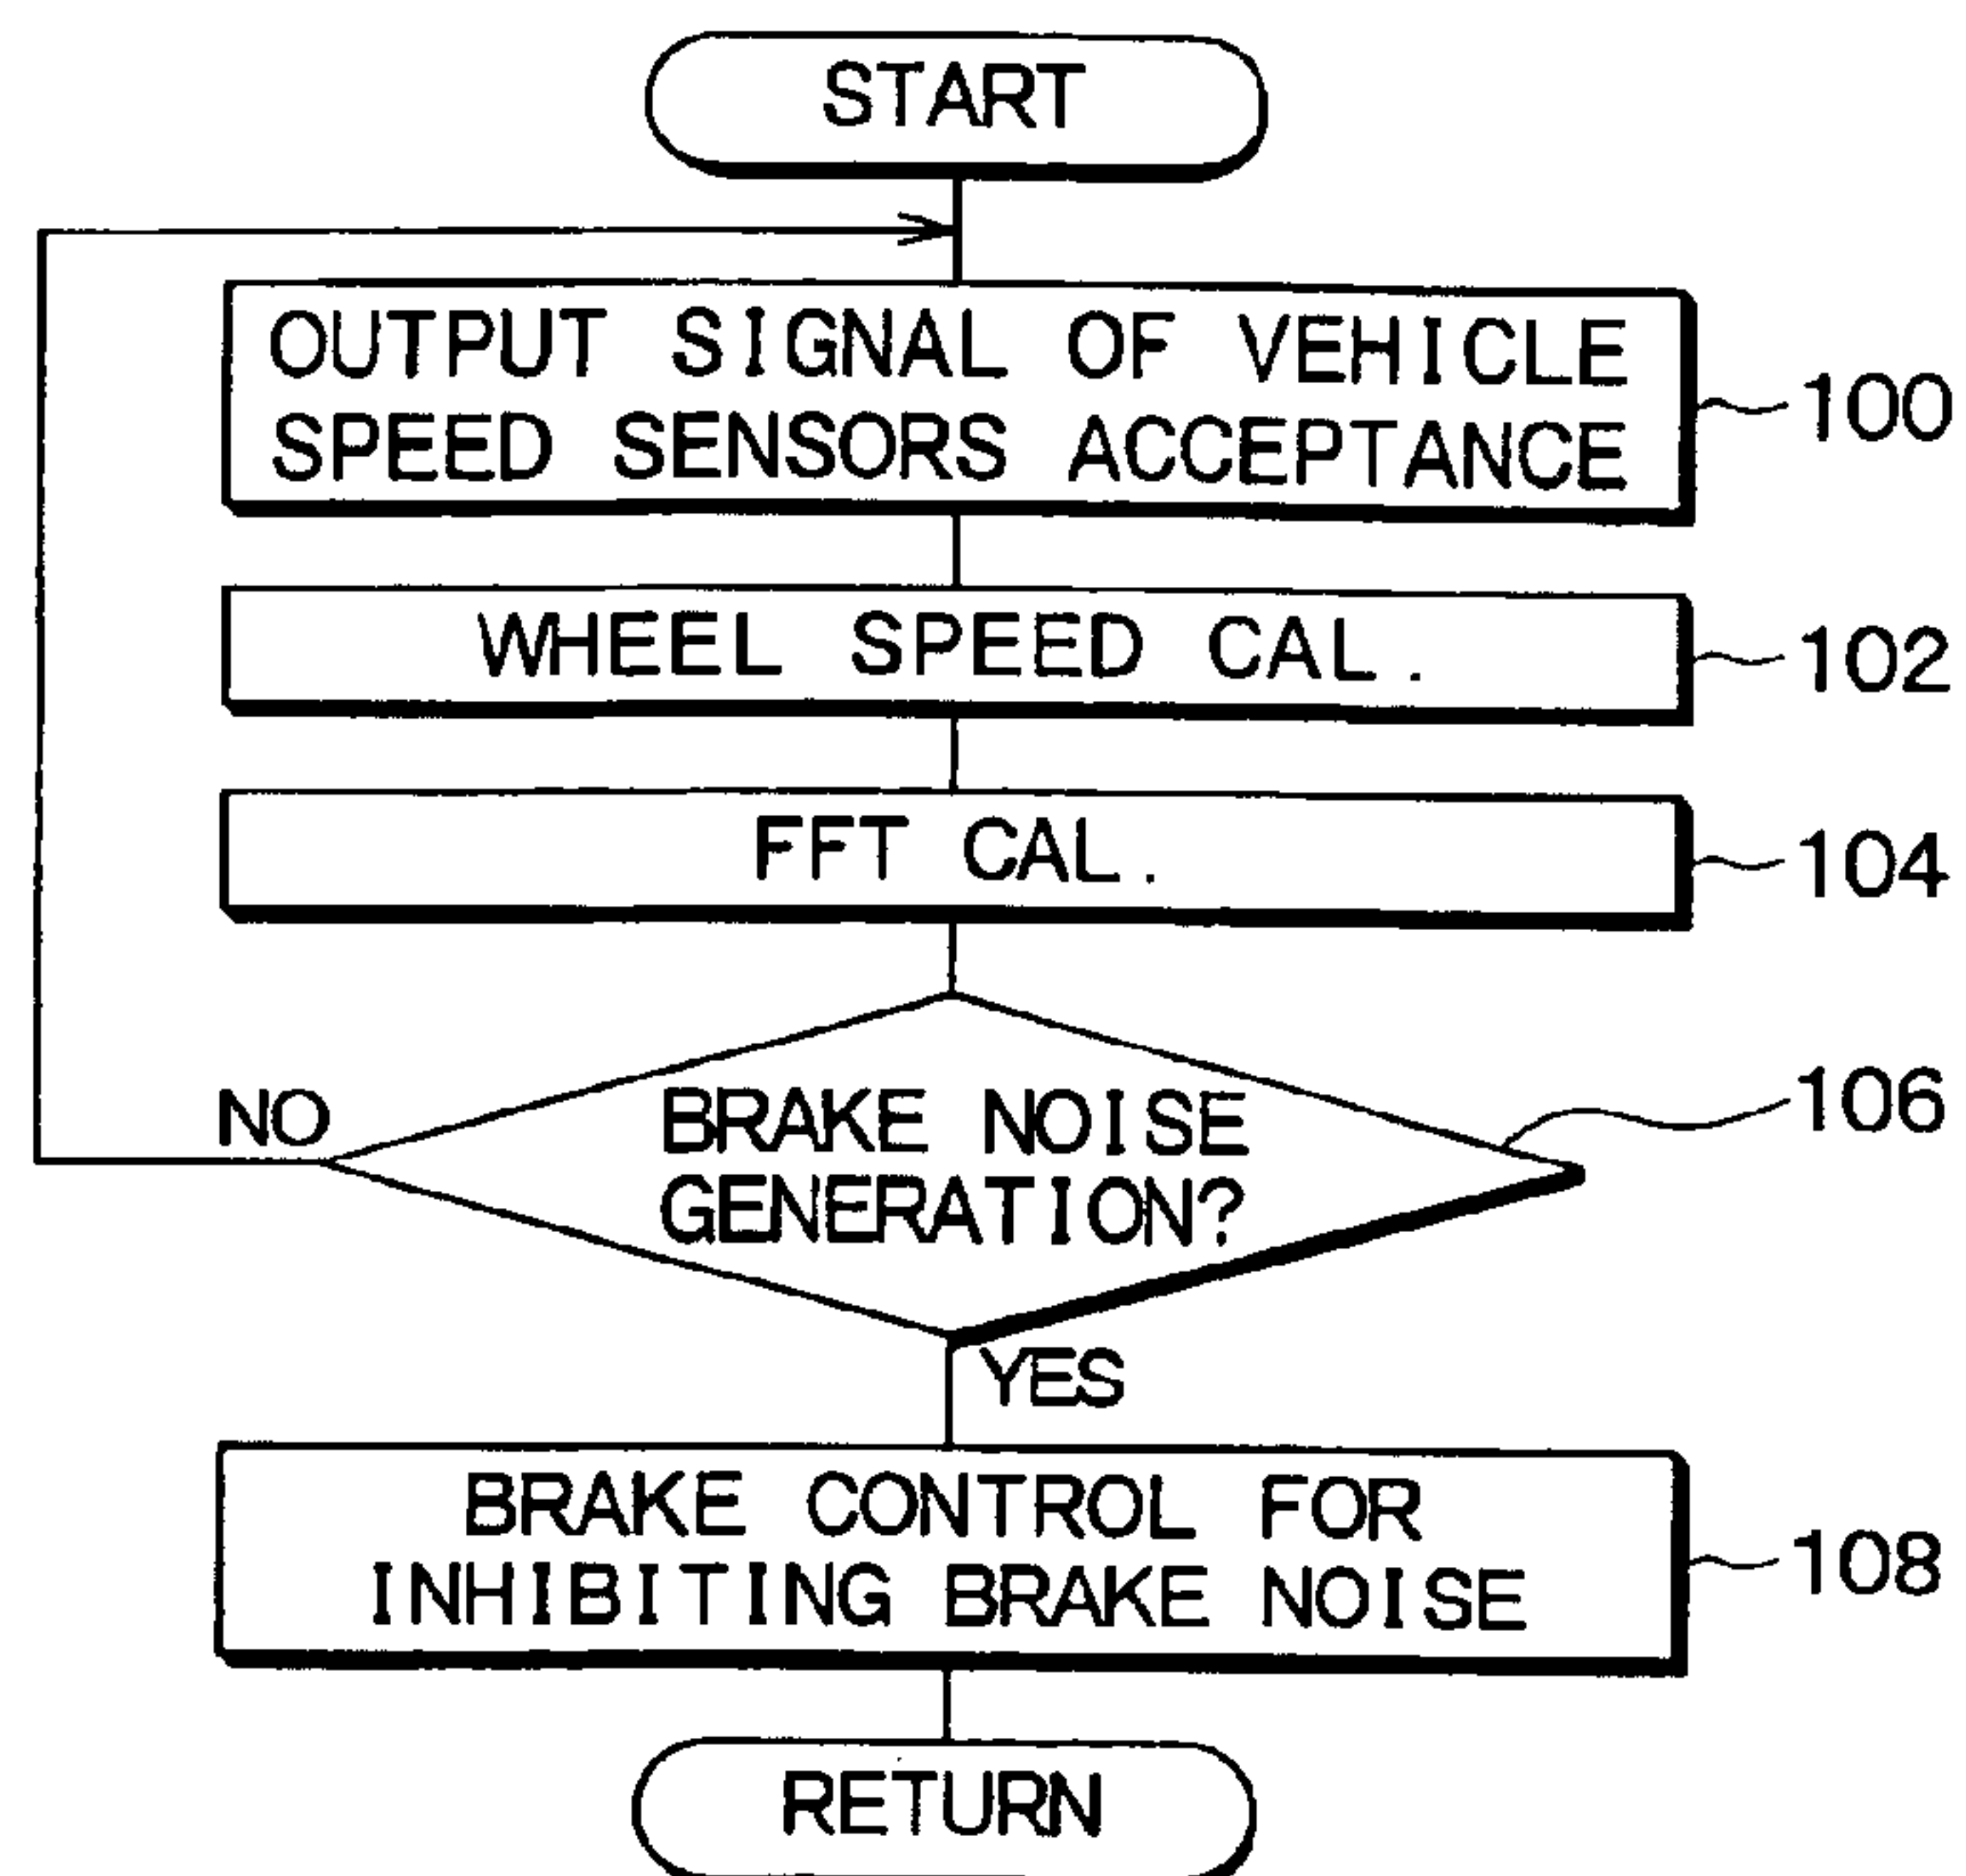 START
OUTPUT SIGNAL OF VEHICLE
SPEED SENSORS ACCEPTANCE
100
WHEEL SPEED CAL.
102
FFT CAL.
104
NO
BRAKE NOISE
GENERATION?
106
YES
BRAKE CONTROL FOR
INHIBITING BRAKE NOISE
108
RETURN